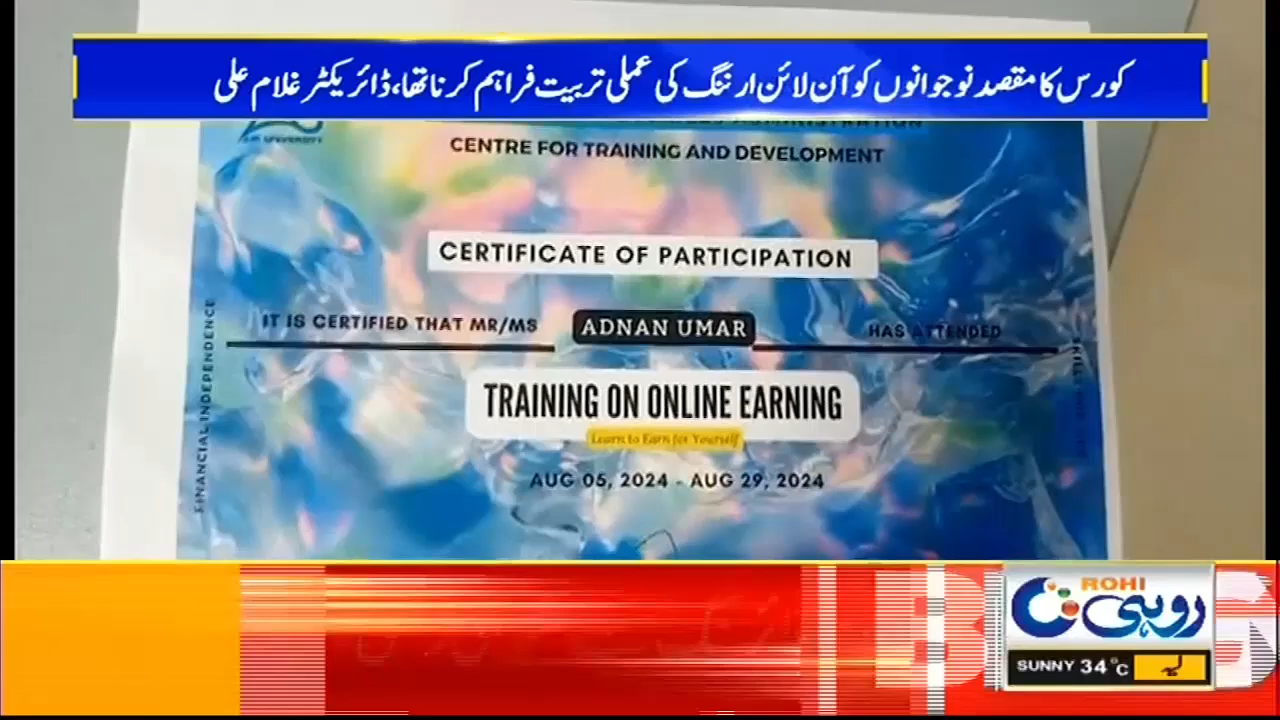 کورس کا مقصد نوجوانوں کو آن لائن ارننگ کی عملی تربیت فراہم کرنا تھا، ڈائریکٹر غلام علی
UNIVERSITY
CENTRE FOR TRAINING AND DEVELOPMENT
CERTIFICATE OF PARTICIPATION
IT IS CERTIFIED THAT MR/MS
ADNAN UMAR
HAS ATTENDED
FINANCIAL INDEPENDENCE
TRAINING ON ONLINE EARNING
Learn to Earn for Yourself
AUG 05, 2024 - AUG 29, 2024
ROHI
روہی
SUNNY 34°C
لیہ